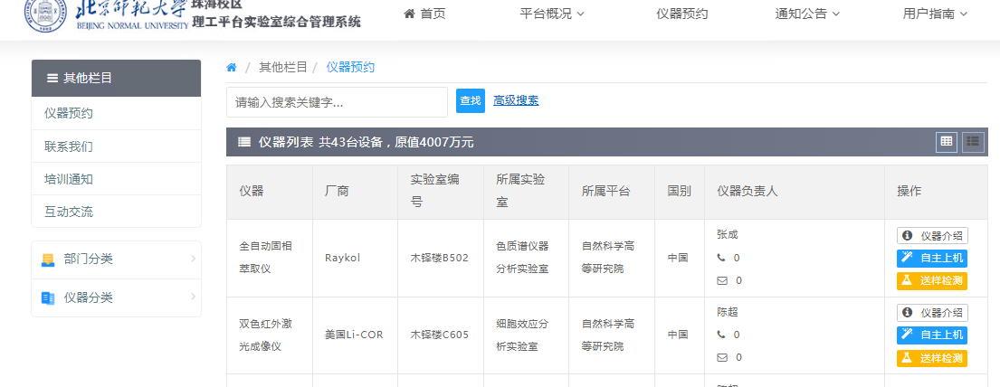 北京师范大学 珠海校区
BEIJING NORMAL UNIVERSITY 理工平台实验室综合管理系统
首页 平台概况 仪器预约 通知公告 用户指南
其他栏目
仪器预约
联系我们
培训通知
互动交流
部门分类
仪器分类
/ 其他栏目 / 仪器预约
请输入搜索关键字... 查找 高级搜索
仪器列表 共43台设备，原值4007万元
仪器 厂商 实验室编
号 所属实验
室 所属平台 国别 仪器负责人 操作
全自动固相
萃取仪
Raykol
木铎楼B502
色质谱仪器
分析实验室
自然科学高
等研究院
中国
张成
0
0
仪器介绍
自主上机
送样检测
双色红外激
光成像仪
美国Li-COR
木铎楼C605
细胞效应分
析实验室
自然科学高
等研究院
中国
陈超
0
0
仪器介绍
自主上机
送样检测